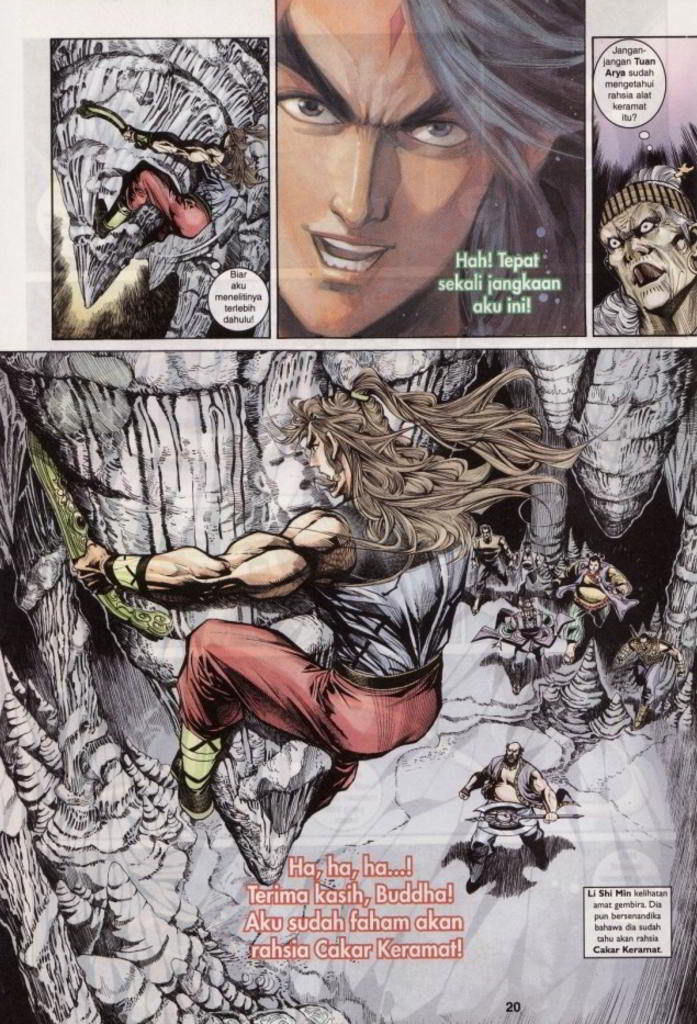 Biar
aku
menelitinya
terlebih
dahulu!
Hah! Tepat
sekali jangkaan
aku ini!
Jangan-
jangan Tuan
Arya sudah
mengetahui
rahsia alat
keramat
itu?
Ha, ha, ha...!
Terima kasih, Buddha!
Aku sudah faham akan
rahsia Cakar Keramat!
Li Shi Min kelihatan
amat gembira. Dia
pun bersenandika
bahawa dia sudah
tahu akan rahsia
Cakar Keramat.
20